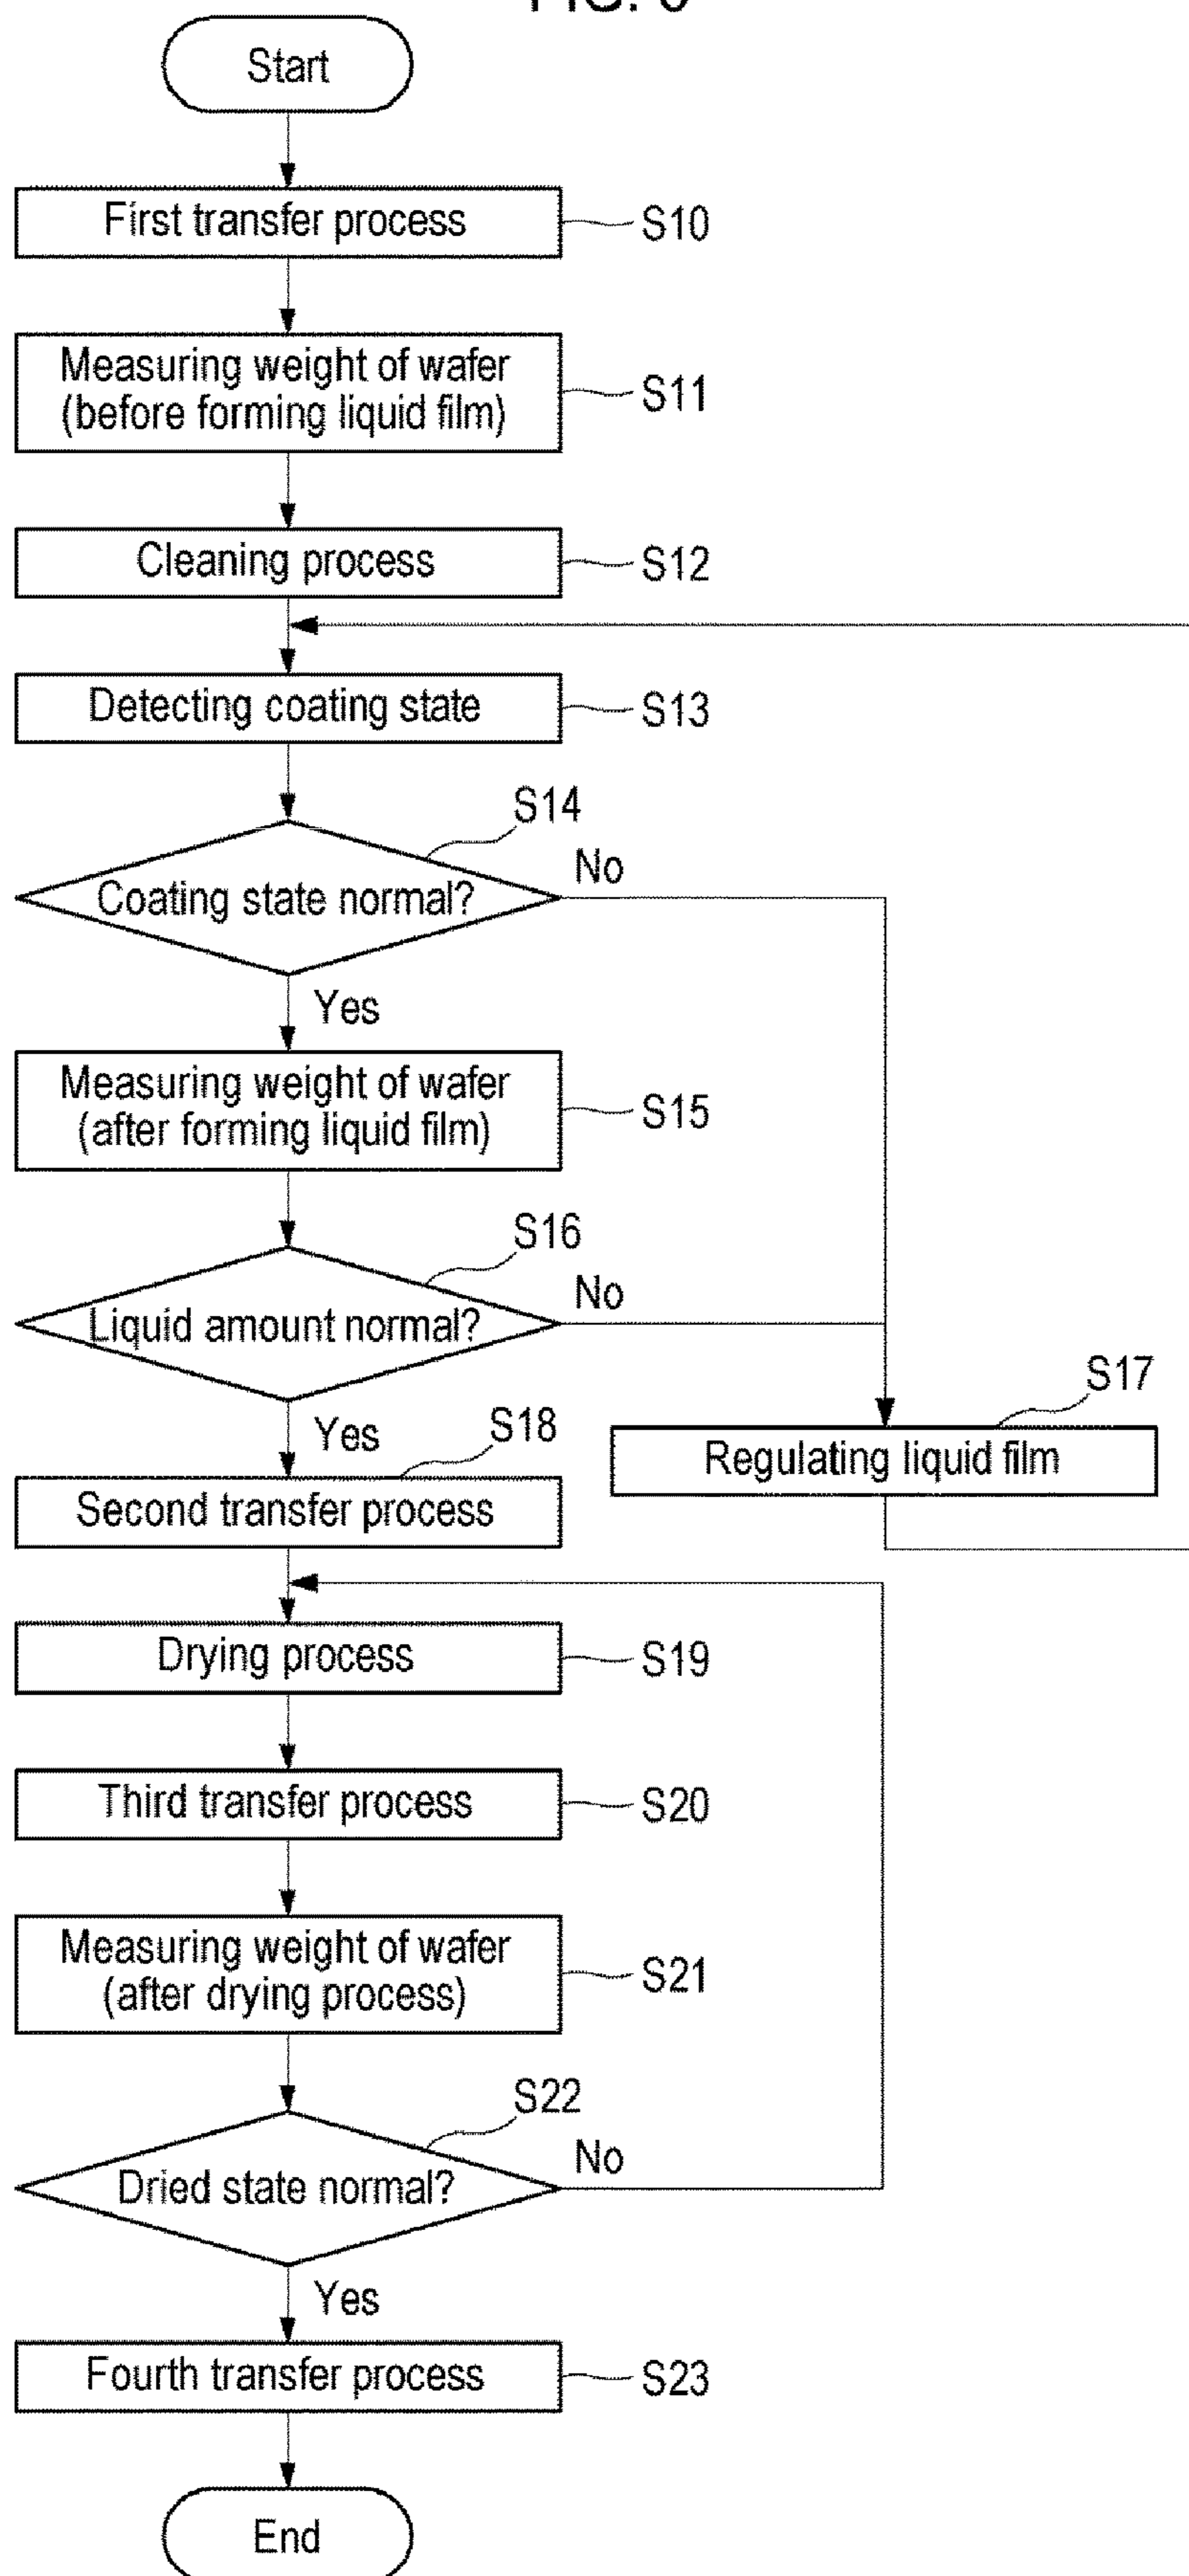 Start
First transfer process
S10
Measuring weight of wafer
(before forming liquid film)
S11
Cleaning process
S12
Detecting coating state
S13
S14
Coating state normal?
No
Yes
Measuring weight of wafer
(after forming liquid film)
S15
S16
Liquid amount normal?
No
S17
Regulating liquid film
Yes
S18
Second transfer process
Drying process
S19
Third transfer process
S20
Measuring weight of wafer
(after drying process)
S21
S22
Dried state normal?
No
Yes
Fourth transfer process
S23
End